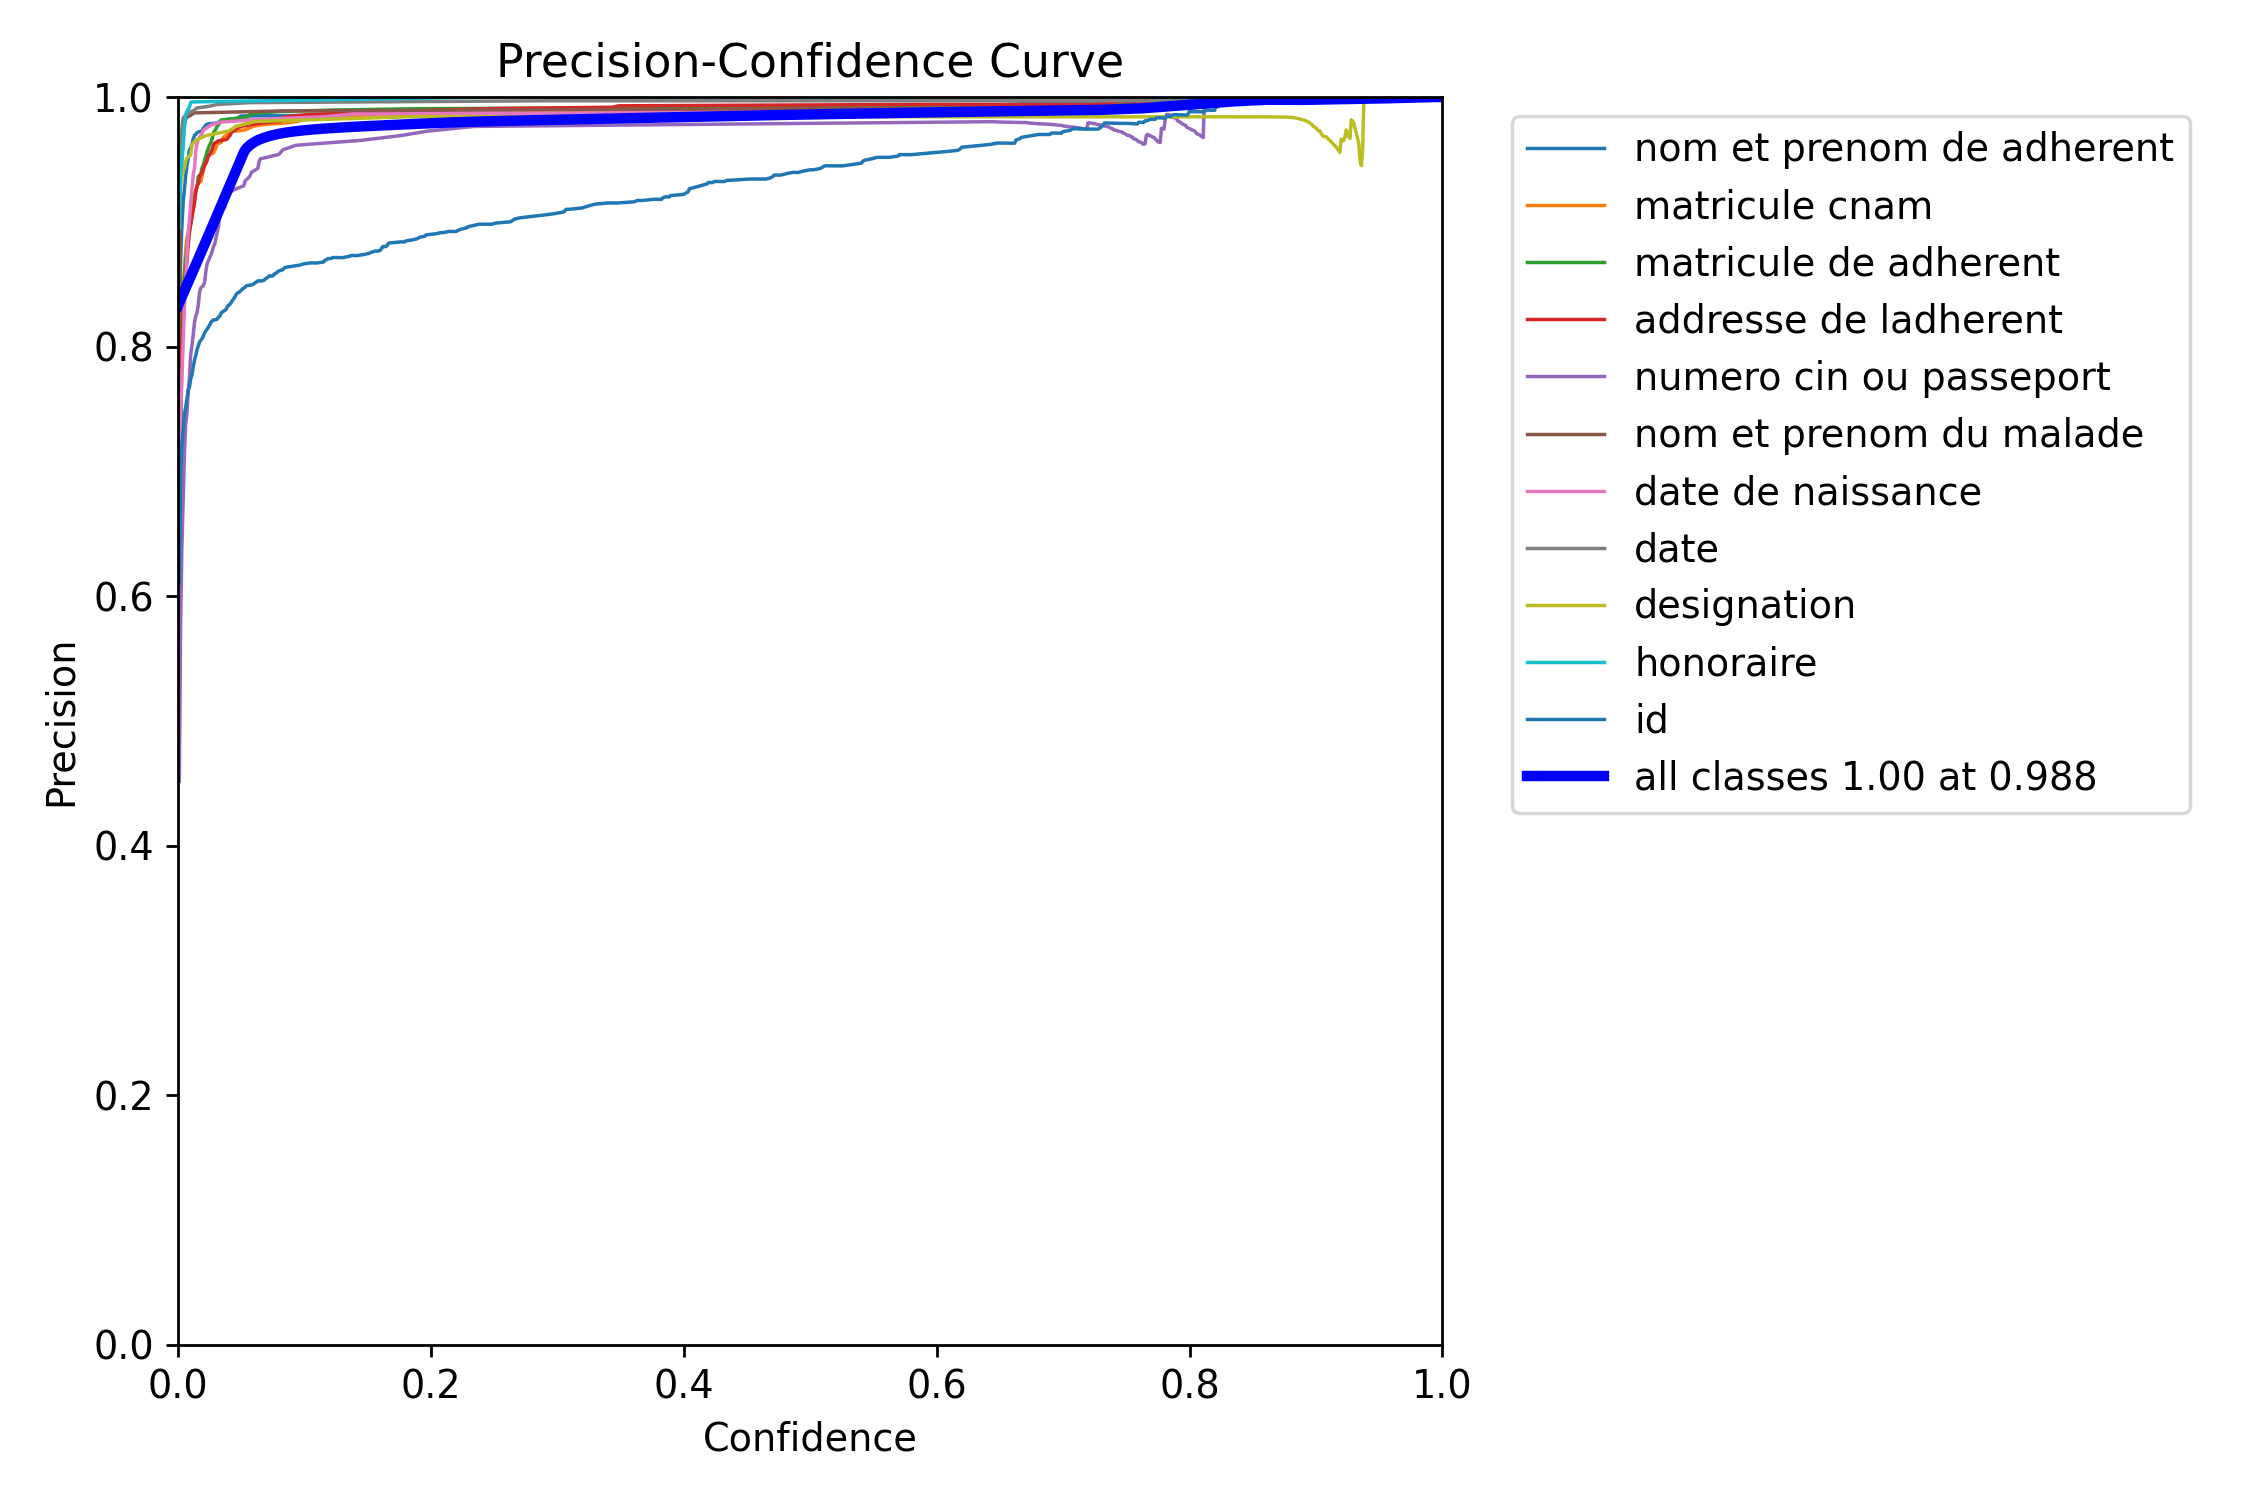 Precision-Confidence Curve
1.0
0.8
0.6
0.4
0.2
0.0
Precision
0.0 0.2 0.4 0.6 0.8 1.0
Confidence
nom et prenom de adherent
matricule cnam
matricule de adherent
addresse de ladherent
numero cin ou passeport
nom et prenom du malade
date de naissance
date
designation
honoraire
id
all classes 1.00 at 0.988